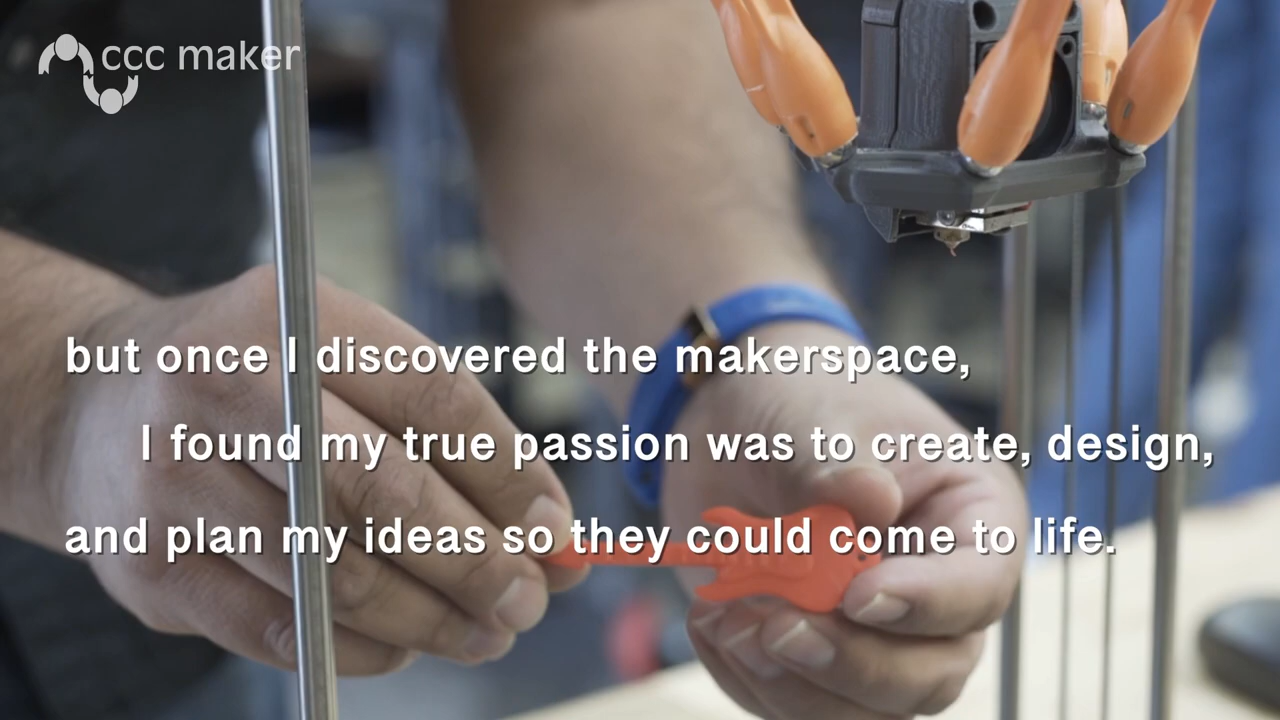 ccc maker
but once I discovered the makerspace,
I found my true passion was to create, design,
and plan my ideas so they could come to life.